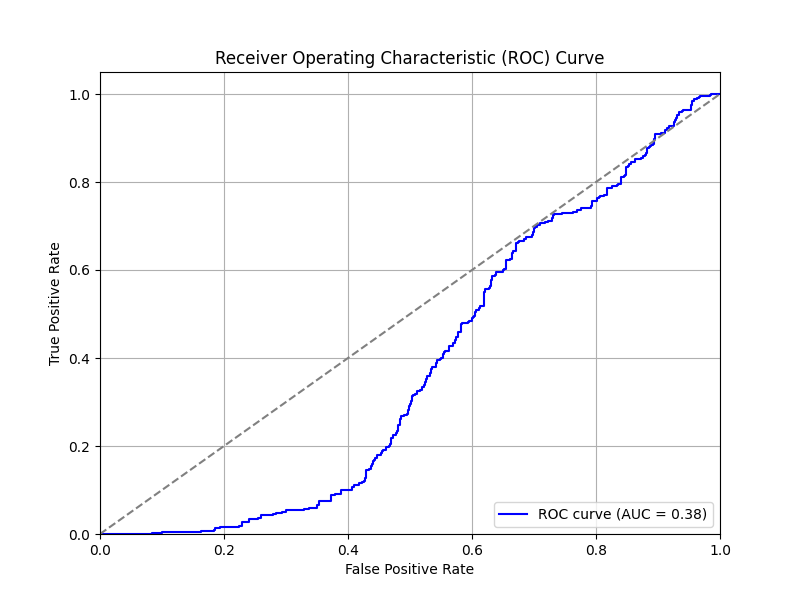 Receiver Operating Characteristic (ROC) Curve
True Positive Rate
1.0
0.8
0.6
0.4
0.2
0.0
0.0 0.2 0.4 0.6 0.8 1.0
False Positive Rate
ROC curve (AUC = 0.38)